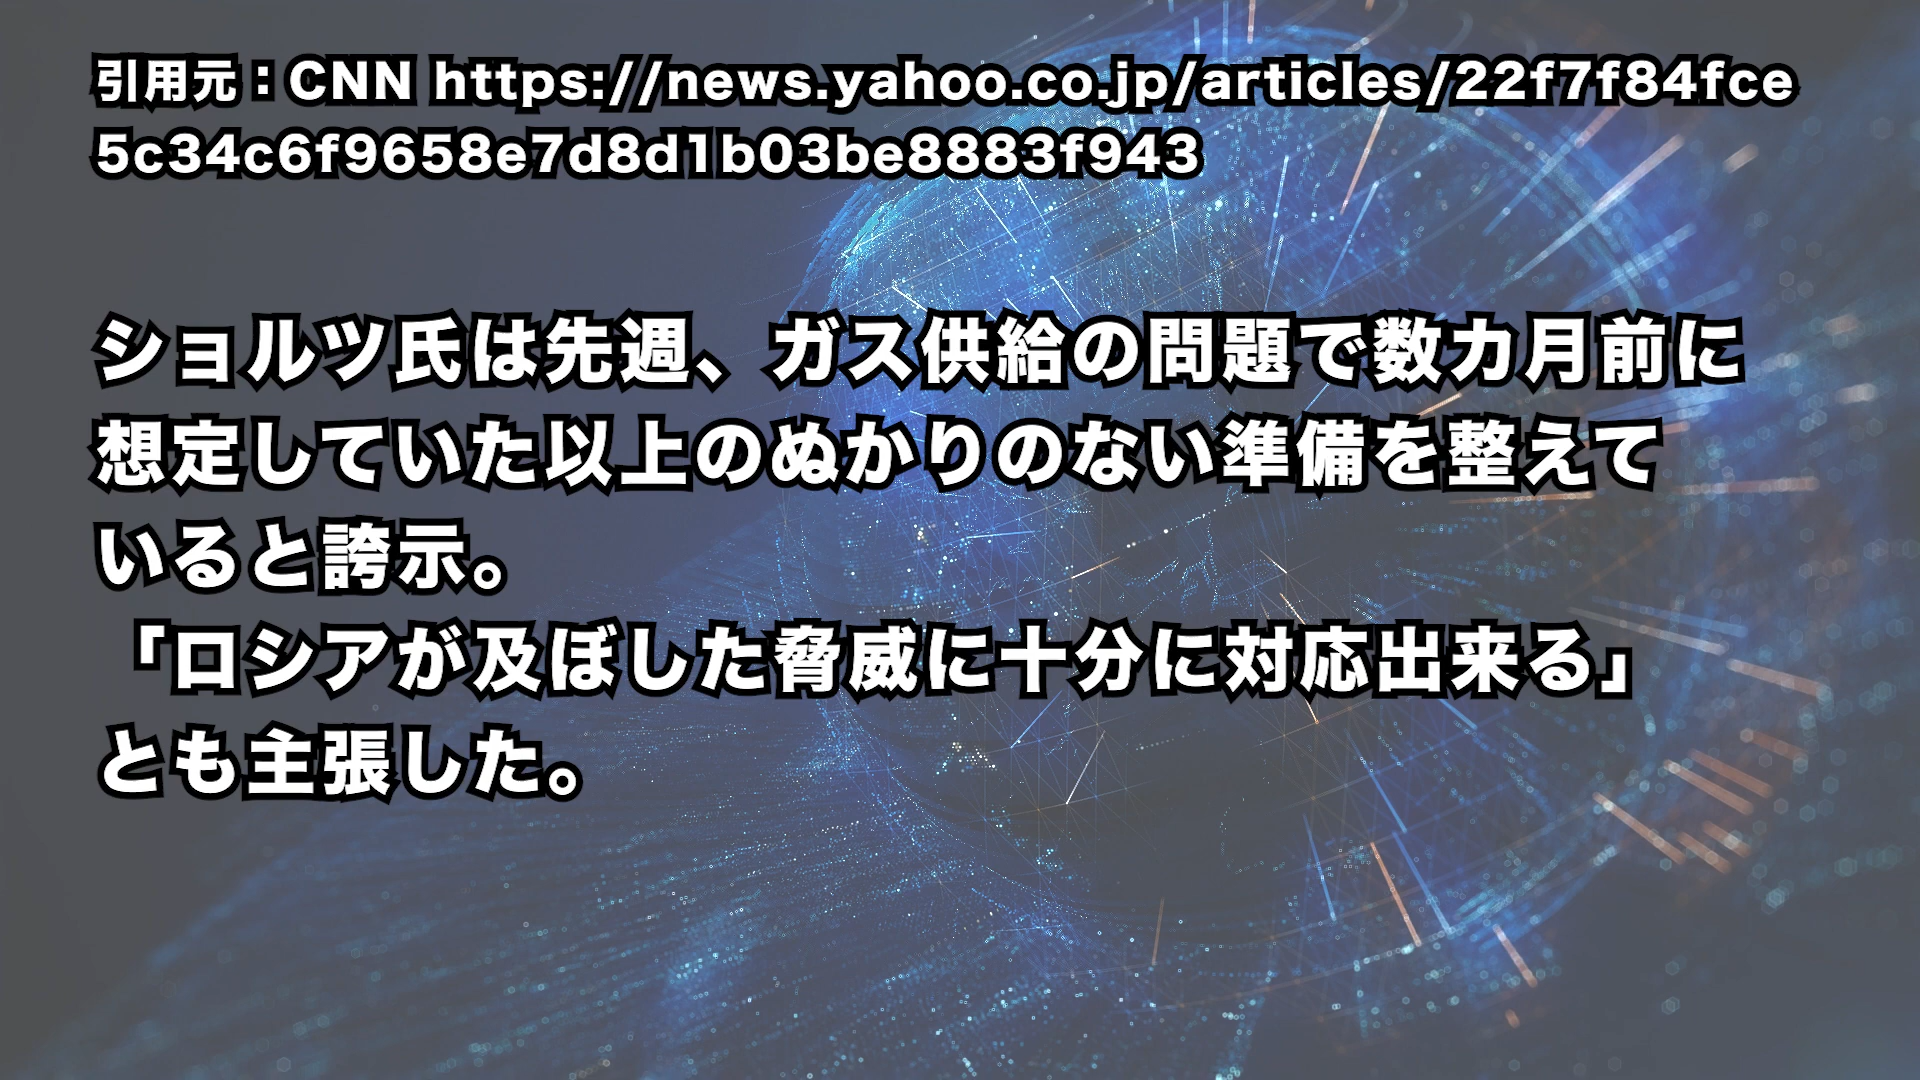 引用元：CNN https://news.yahoo.co.jp/articles/22f7f84fce
5c34c6f9658e7d8d1b03be8883f943
ショルツ氏は先週、ガス供給の問題で数カ月前に
想定していた以上のぬかりのない準備を整えて
いると誇示。
「ロシアが及ぼした脅威に十分に対応出来る」
とも主張した。